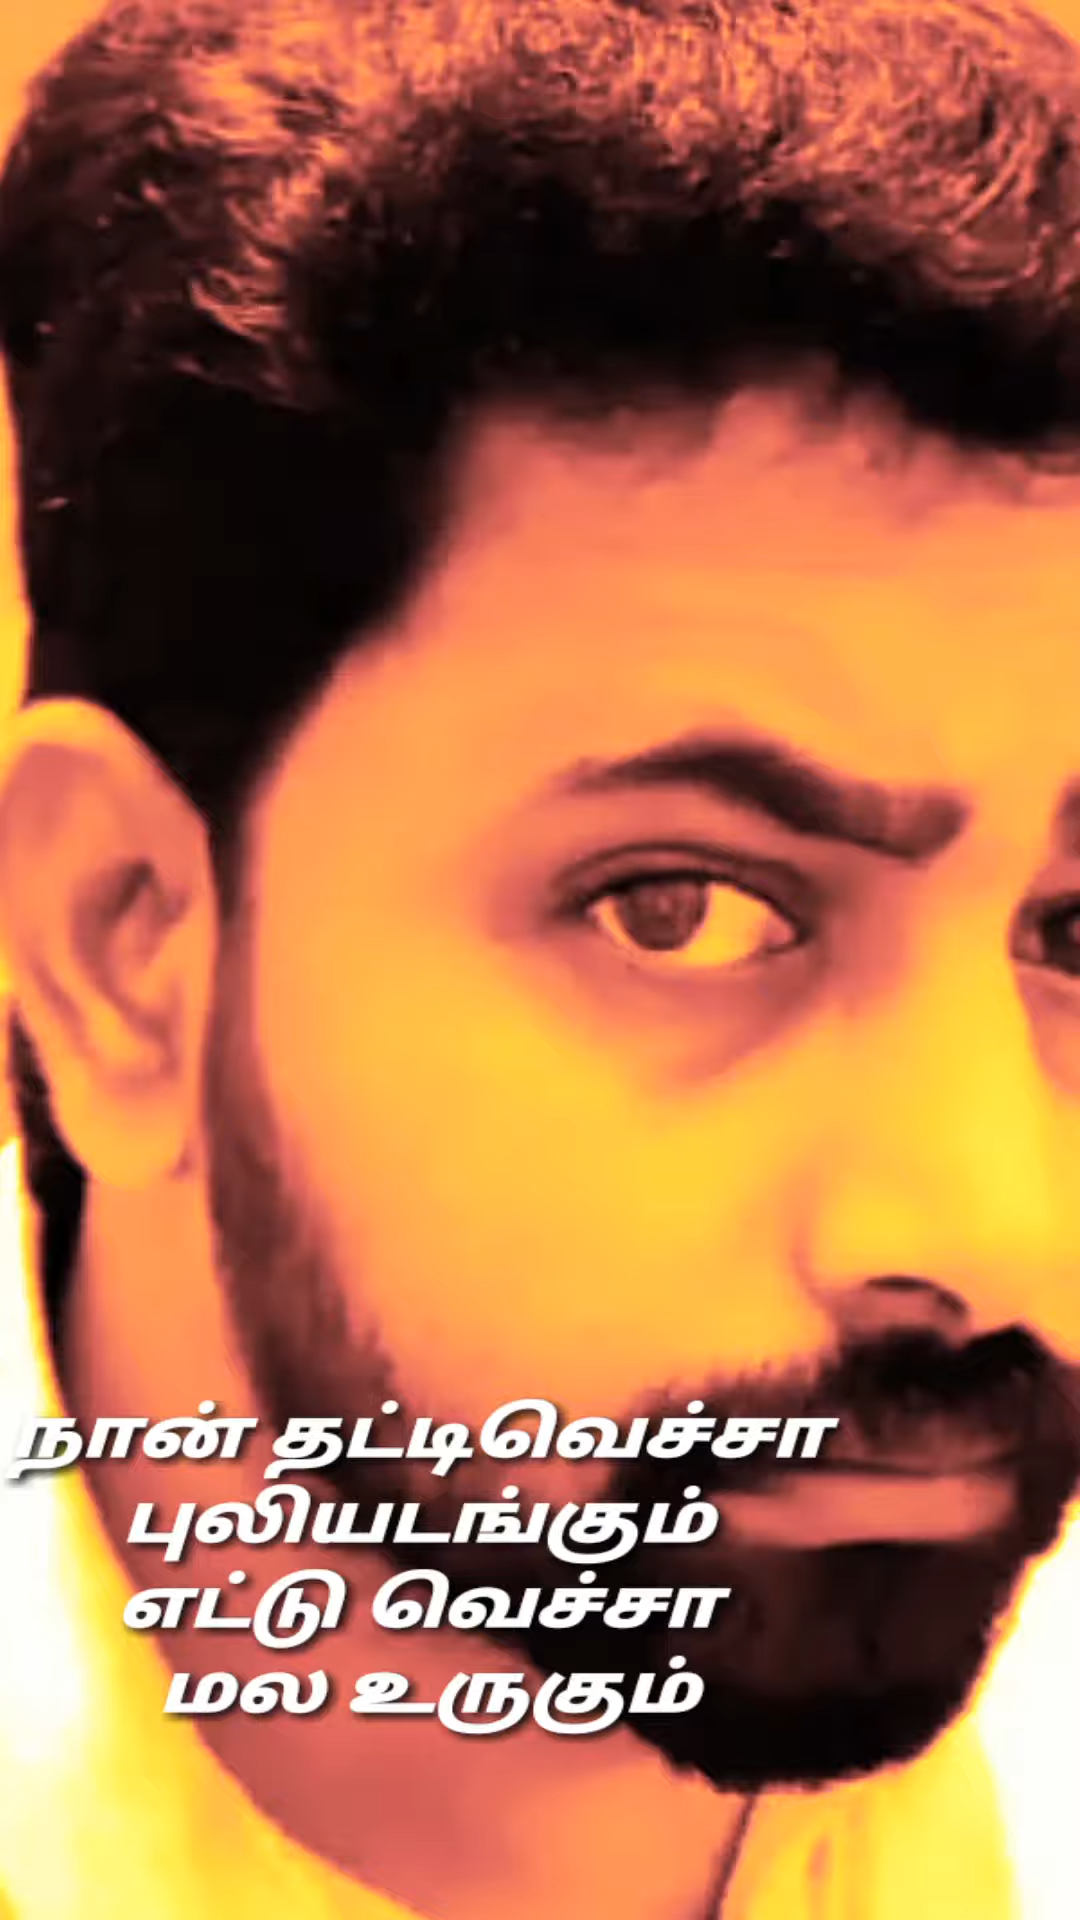 நான் தட்டிவெச்சா
புலியடங்கும்
எட்டு வெச்சா
மல உருகும்